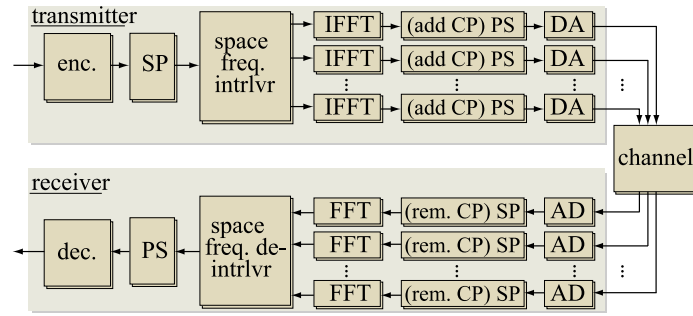 transmitter
enc.
SP
space
freq.
intrlvr
IFFT
(add CP) PS
DA
IFFT
(add CP) PS
DA
IFFT
(add CP) PS
DA
channel
receiver
dec.
PS
space
freq. de-
intrlvr
FFT
(rem. CP) SP
AD
FFT
(rem. CP) SP
AD
FFT
(rem. CP) SP
AD